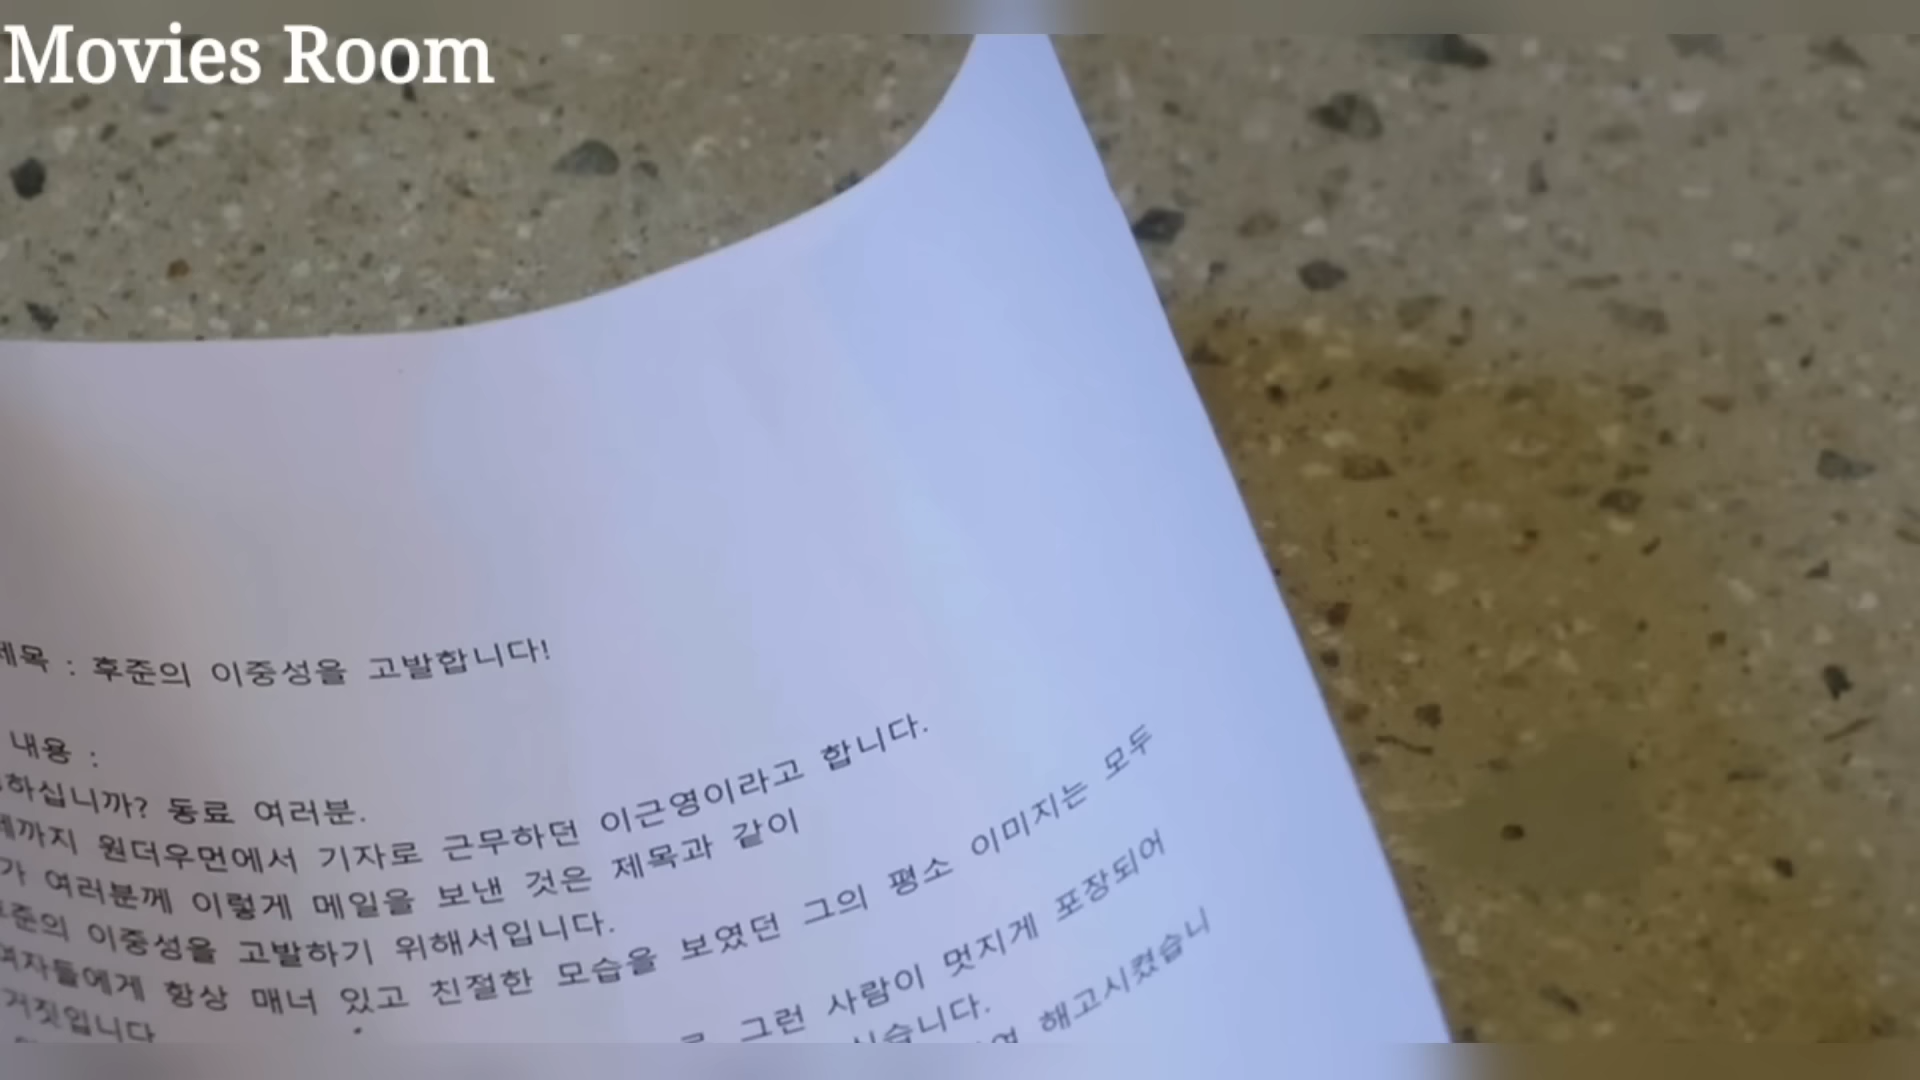 Movies Room
제목 : 후준의 이중성을 고발합니다!
내용 :
하십니까? 동료 여러분.
까지 원더우먼에서 기자로 근무하던 이근영이라고 합니다.
가 여러분께 이렇게 메일을 보낸 것은 제목과 같이
후준의 이중성을 고발하기 위해서입니다.
여자들에게 항상 매너 있고 친절한 모습을 보였던 그의 평소 이미지는 모두
거짓입니다
그런 사람이 멋지게 포장되어
습니다.
해고시켰습니